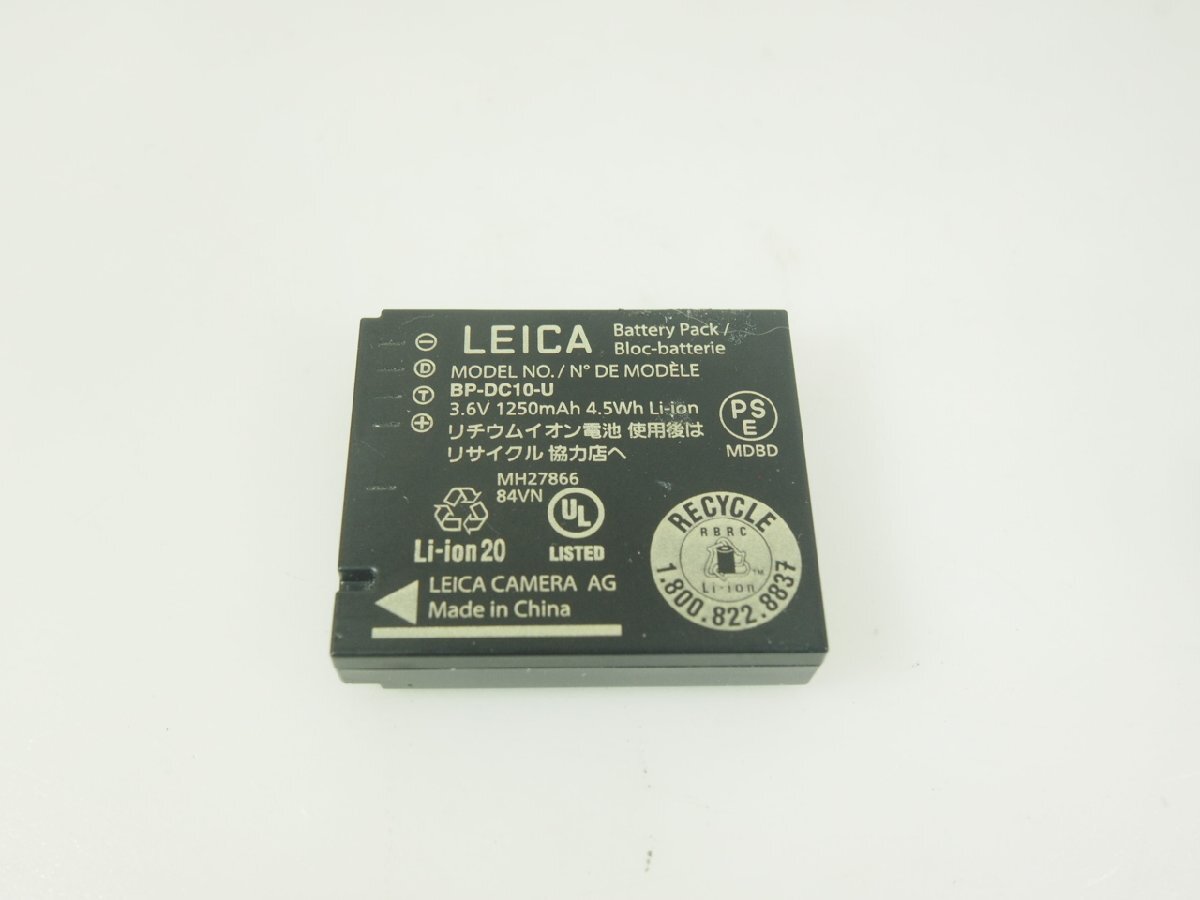 LEICA Battery Pack /
Bloc-batterie
MODEL NO. / N° DE MODÈLE
BP-DC10-U
3.6V 1250mAh 4.5Wh Li-ion
リチウムイオン電池 使用後は
リサイクル 協力店へ
− D T +
PS
E
MDBD
MH27866
84VN
Li-ion 20
UL
LISTED
RECYCLE
RBRC
Li-ion
TM
1.800.822.8837
LEICA CAMERA AG
Made in China